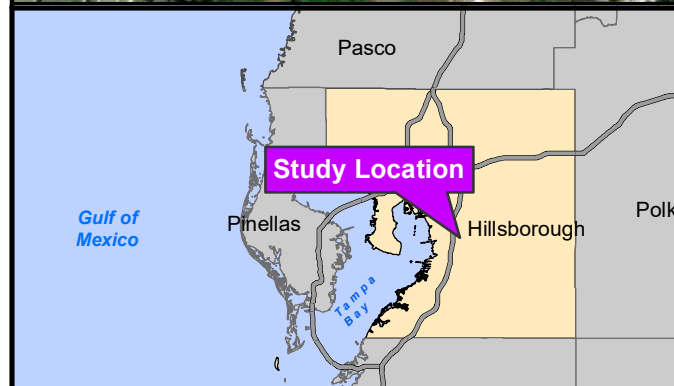 Pasco
Study Location
Gulf of
Mexico
Pinellas
Hillsborough
Polk
Tampa
Bay